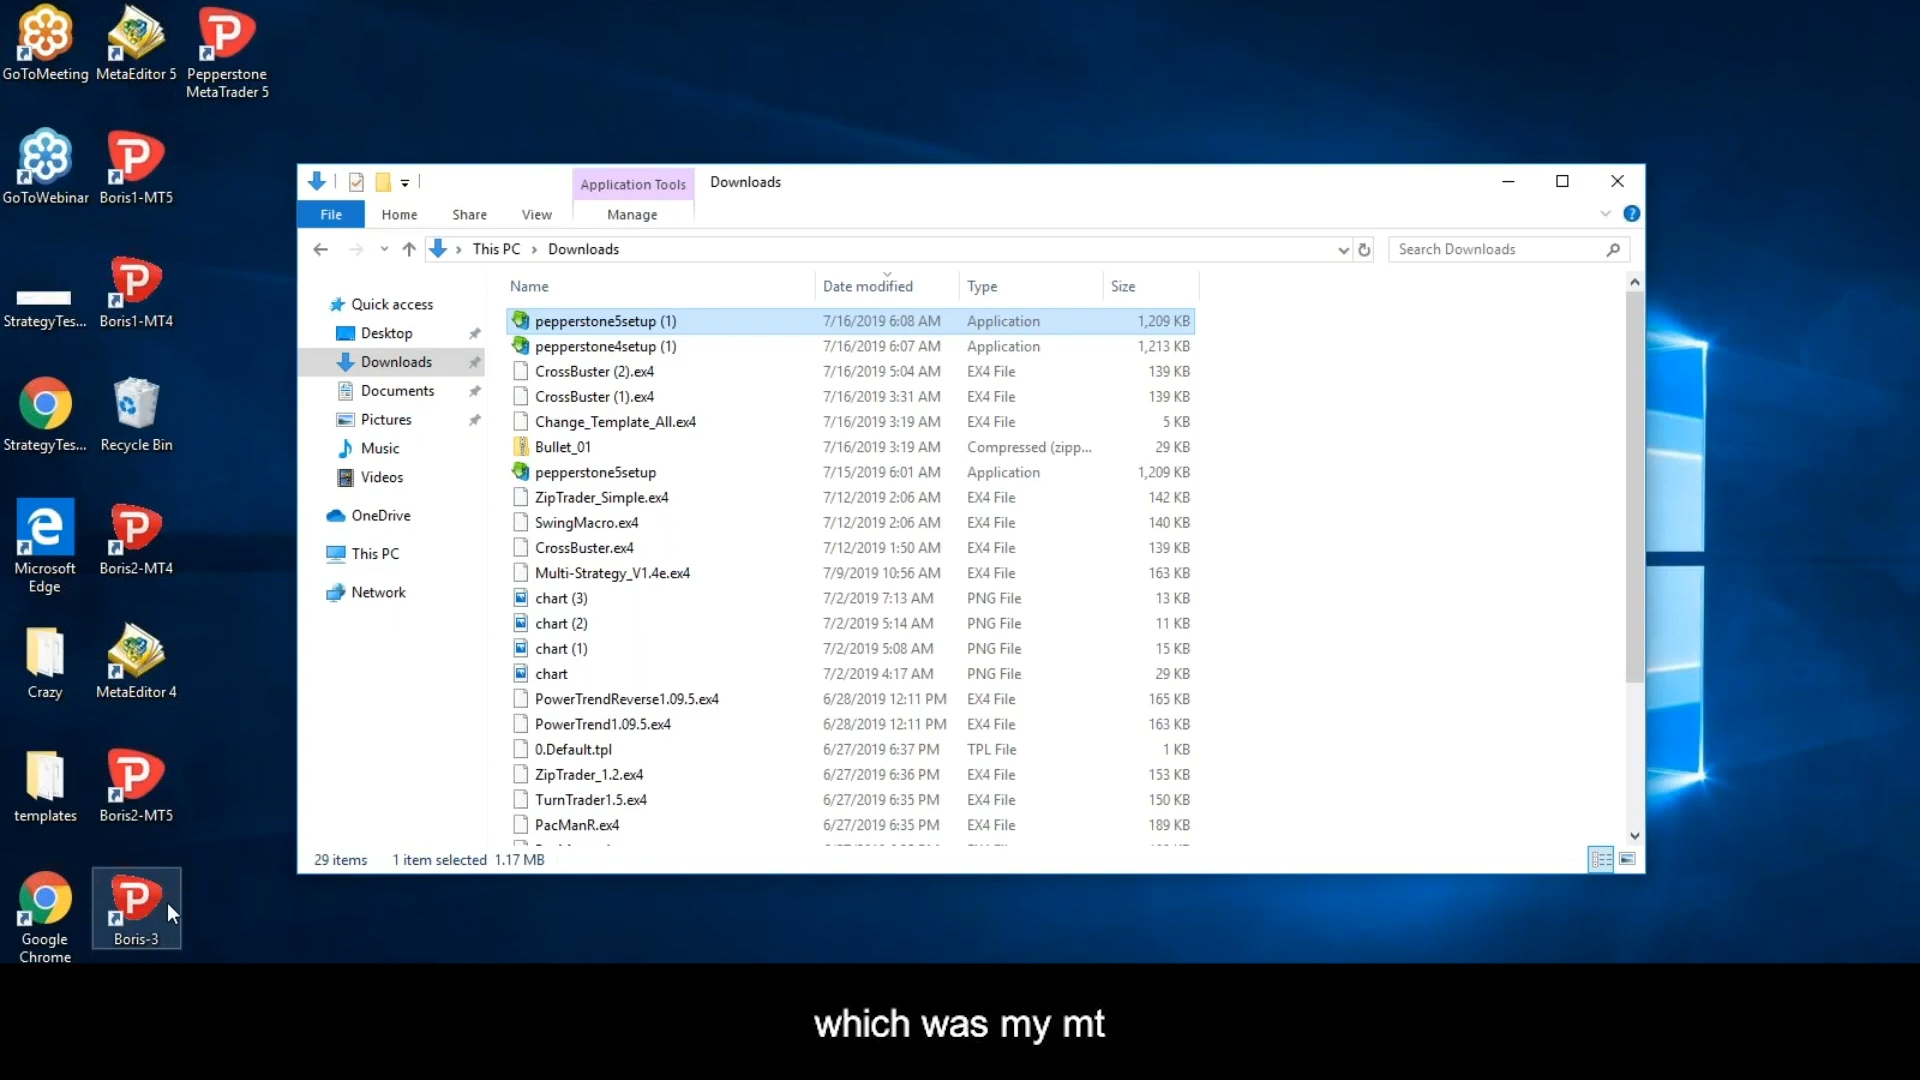 GoToMeeting
MetaEditor 5
Pepperstone
MetaTrader 5
GoToWebinar
Boris1-MT5
StrategyTes...
Boris1-MT4
StrategyTes...
Recycle Bin
Microsoft
Edge
Boris2-MT4
Crazy
MetaEditor 4
templates
Boris2-MT5
Google
Chrome
Boris-3
Application Tools
Downloads
File
Home
Share
View
Manage
This PC > Downloads
Search Downloads
Quick access
Desktop
Downloads
Documents
Pictures
Music
Videos
OneDrive
This PC
Network
Name Date modified Type Size
pepperstone5setup (1) 7/16/2019 6:08 AM Application 1,209 KB
pepperstone4setup (1) 7/16/2019 6:07 AM Application 1,213 KB
CrossBuster (2).ex4 7/16/2019 5:04 AM EX4 File 139 KB
CrossBuster (1).ex4 7/16/2019 3:31 AM EX4 File 139 KB
Change_Template_All.ex4 7/16/2019 3:19 AM EX4 File 5 KB
Bullet_01 7/16/2019 3:19 AM Compressed (zipp... 29 KB
pepperstone5setup 7/15/2019 6:01 AM Application 1,209 KB
ZipTrader_Simple.ex4 7/12/2019 2:06 AM EX4 File 142 KB
SwingMacro.ex4 7/12/2019 2:06 AM EX4 File 140 KB
CrossBuster.ex4 7/12/2019 1:50 AM EX4 File 139 KB
Multi-Strategy_V1.4e.ex4 7/9/2019 10:56 AM EX4 File 163 KB
chart (3) 7/2/2019 7:13 AM PNG File 13 KB
chart (2) 7/2/2019 5:14 AM PNG File 11 KB
chart (1) 7/2/2019 5:08 AM PNG File 15 KB
chart 7/2/2019 4:17 AM PNG File 29 KB
PowerTrendReverse1.09.5.ex4 6/28/2019 12:11 PM EX4 File 165 KB
PowerTrend1.09.5.ex4 6/28/2019 12:11 PM EX4 File 163 KB
0.Default.tpl 6/27/2019 6:37 PM TPL File 1 KB
ZipTrader_1.2.ex4 6/27/2019 6:36 PM EX4 File 153 KB
TurnTrader1.5.ex4 6/27/2019 6:35 PM EX4 File 150 KB
PacManR.ex4 6/27/2019 6:35 PM EX4 File 189 KB
29 items 1 item selected 1.17 MB
which was my mt